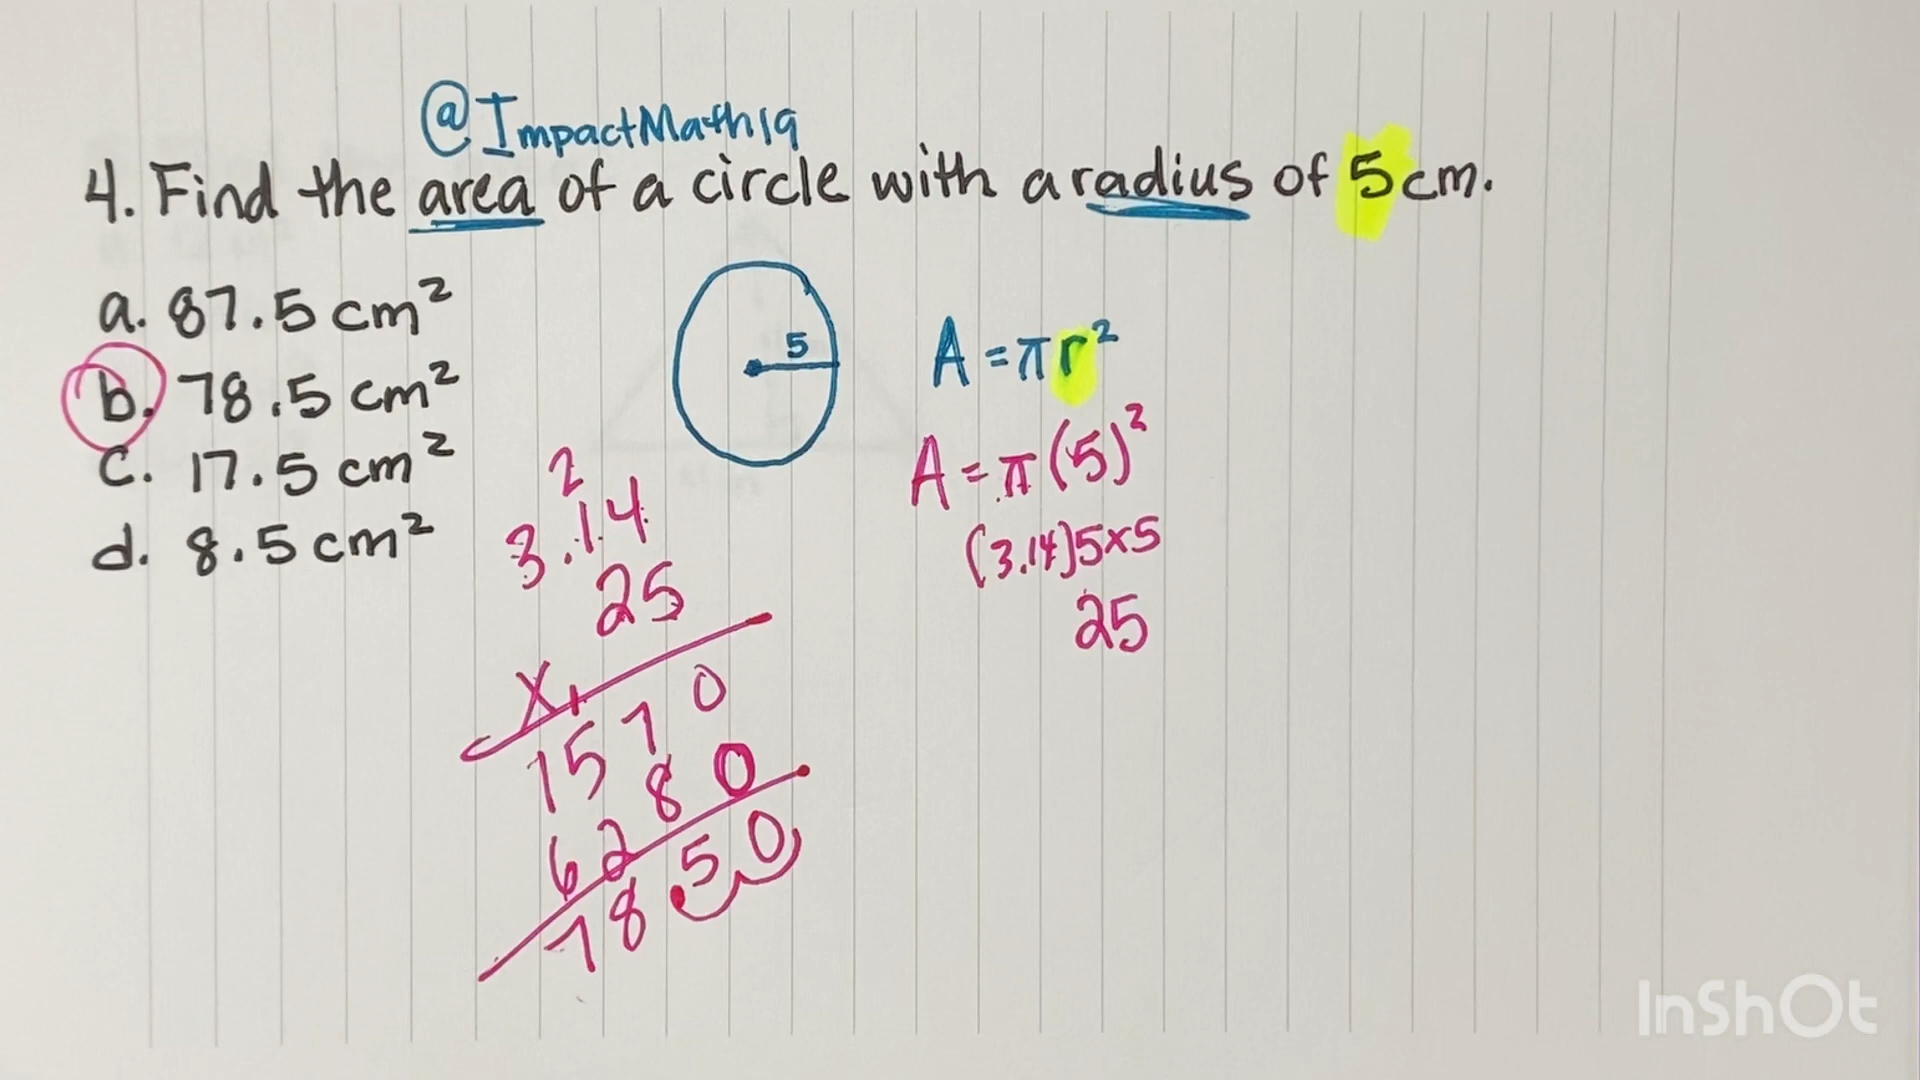 @ImpactMath19
4. Find the area of a circle with a radius of 5cm.
a. 87.5 cm²
b. 78.5 cm²
c. 17.5 cm²
d. 8.5 cm²
5
A = πr²
A = π(5)²
(3.14)5×5
25
2
3.14
25
X
1
1570
6280
78.50
InShOt